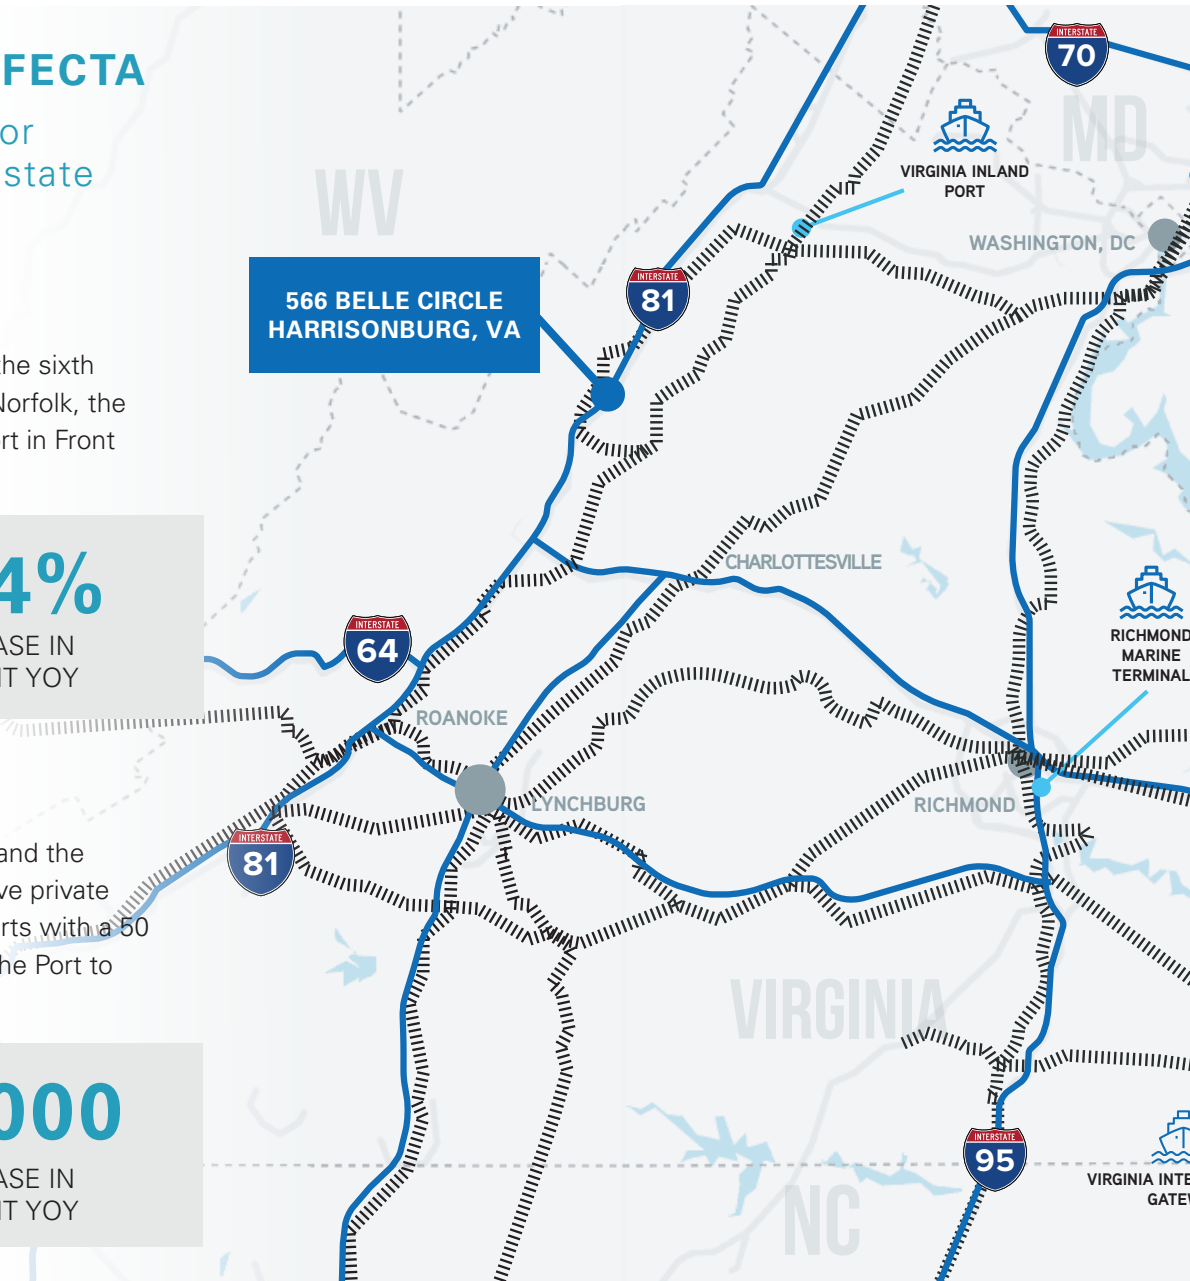 FECTA
or
state
the sixth
Norfolk, the
rt in Front
4%
ASE IN
IT YOY
and the
ve private
rts with a 50
he Port to
000
ASE IN
IT YOY
WV
MD
VIRGINIA
NC
INTERSTATE
70
VIRGINIA INLAND
PORT
WASHINGTON, DC
566 BELLE CIRCLE
HARRISONBURG, VA
INTERSTATE
81
CHARLOTTESVILLE
RICHMOND
MARINE
TERMINAL
INTERSTATE
64
ROANOKE
LYNCHBURG
RICHMOND
INTERSTATE
81
INTERSTATE
95
VIRGINIA INTE
GATEW